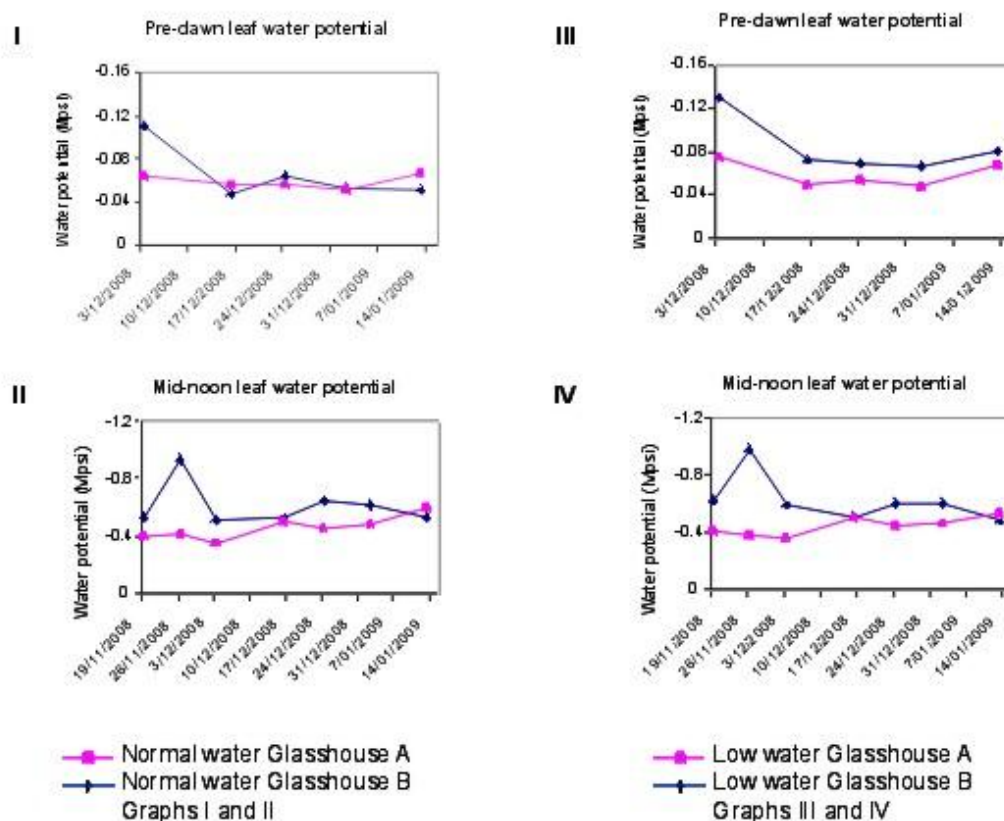 I
Pre-dawn leaf water potential
Water potential (Mpsi)
-0.16
-0.12
-0.08
-0.04
0
3/12/2008
10/12/2008
17/12/2008
24/12/2008
31/12/2008
7/01/2009
14/01/2009
III
Pre-dawn leaf water potential
Water potential (Mpsi)
-0.16
-0.12
-0.08
-0.04
0
3/12/2008
10/12/2008
17/12/2008
24/12/2008
31/12/2008
7/01/2009
14/01/2009
II
Mid-noon leaf water potential
Water potential (Mpsi)
-1.2
-0.8
-0.4
0
19/11/2008
26/11/2008
3/12/2008
10/12/2008
17/12/2008
24/12/2008
31/12/2008
7/01/2009
14/01/2009
IV
Mid-noon leaf water potential
Water potential (Mpsi)
-1.2
-0.8
-0.4
0
19/11/2008
26/11/2008
3/12/2008
10/12/2008
17/12/2008
24/12/2008
31/12/2008
7/01/2009
14/01/2009
Normal water Glasshouse A
Normal water Glasshouse B
Graphs I and II
Low water Glasshouse A
Low water Glasshouse B
Graphs III and IV